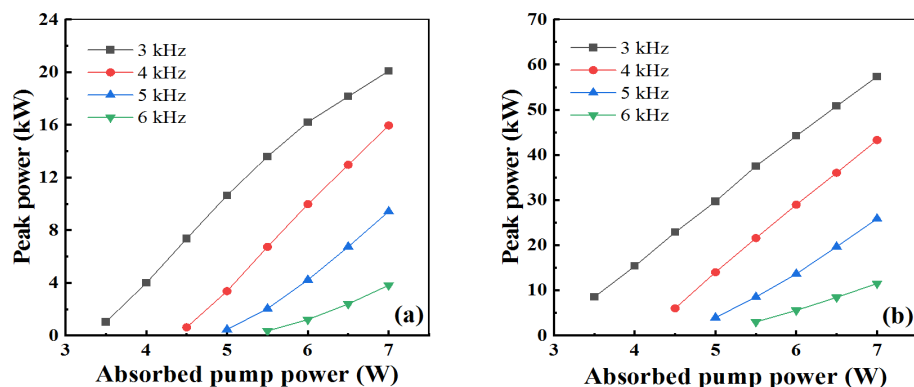 24
20
16
12
8
4
0
Peak power (kW)
3 kHz
4 kHz
5 kHz
6 kHz
(a)
3 4 5 6 7
Absorbed pump power (W)
70
60
50
40
30
20
10
0
Peak power (kW)
3 kHz
4 kHz
5 kHz
6 kHz
(b)
3 4 5 6 7
Absorbed pump power (W)